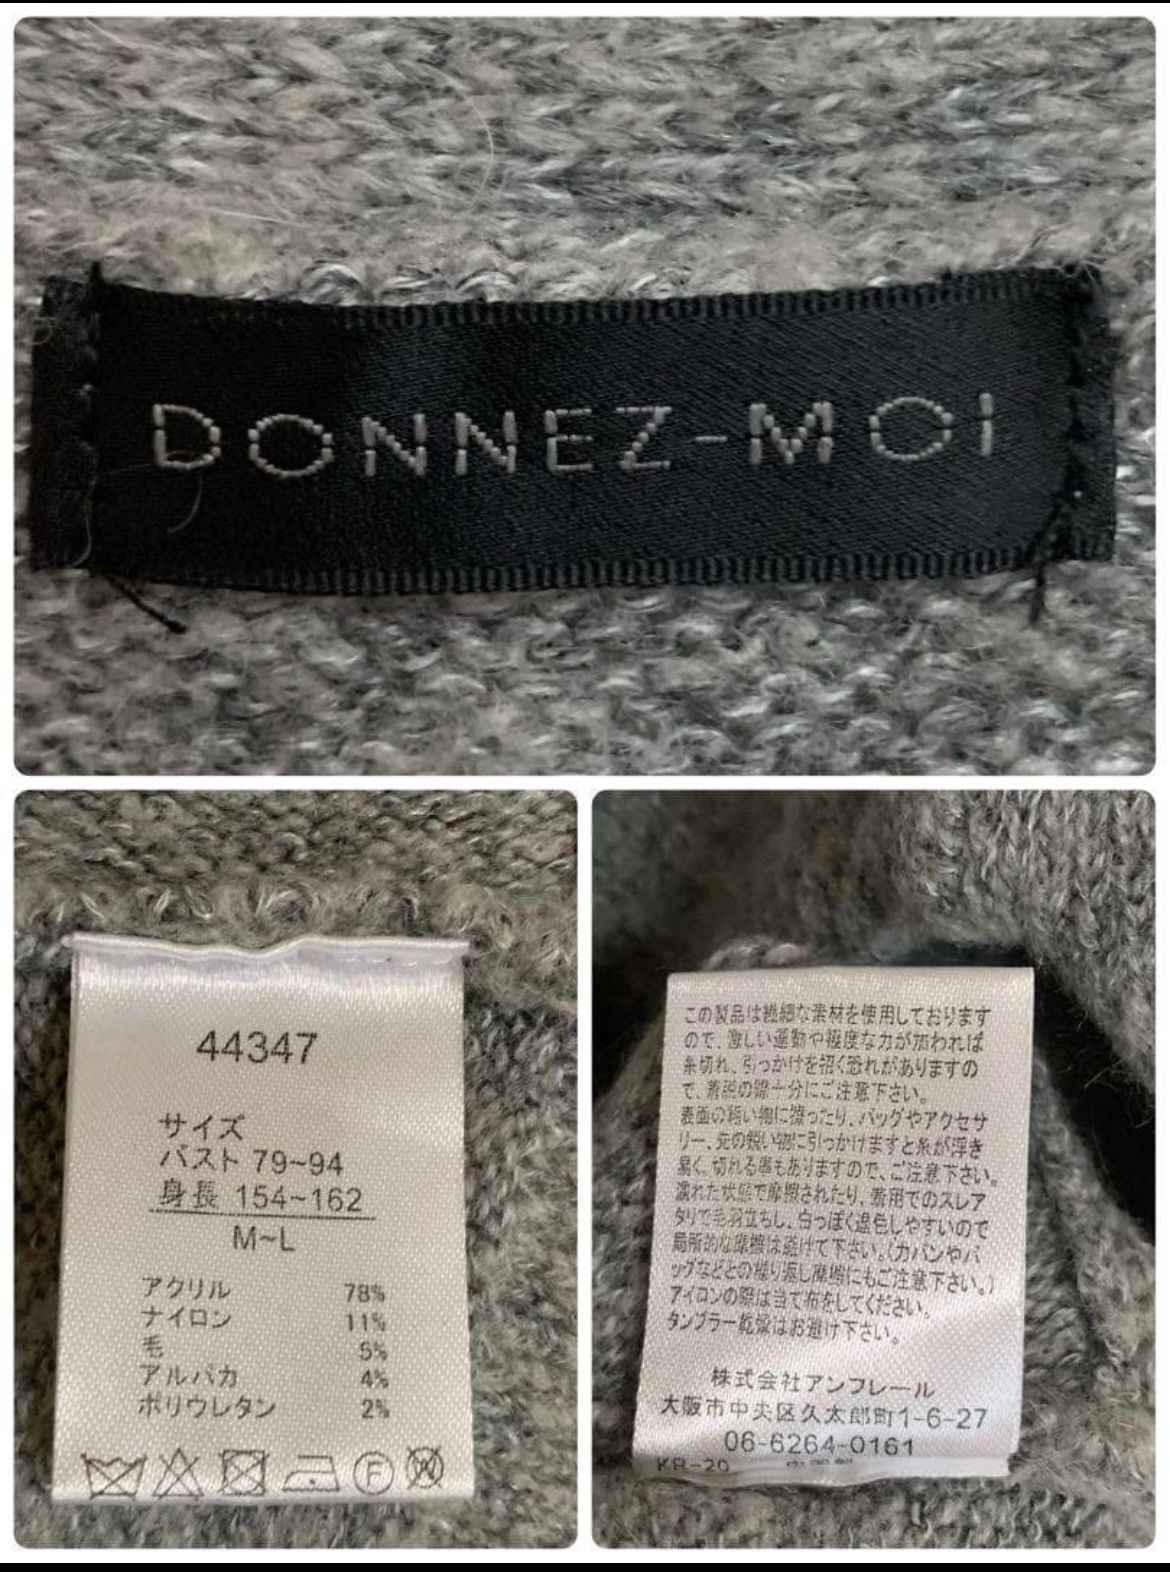 DONNEZ-MOI
44347
サイズ
バスト 79~94
身長 154~162
M~L
アクリル 78%
ナイロン 11%
毛 5%
アルパカ 4%
ポリウレタン 2%
F
W
この製品は繊細な素材を使用しております
ので、激しい運動や極度な力が加われば
糸切れ、引っかけを招く恐れがありますの
で、着脱の際十分にご注意下さい。
表面の粗い物に擦ったり、バッグやアクセサ
リー、元の鋭い物に引っかけますと糸が浮き
易く、切れる事もありますので、ご注意下さい。
濡れた状態で摩擦されたり、着用でのスレア
タリで毛羽立ちし、白っぽく退色しやすいので
局所的な摩擦は避けて下さい。(カバンやバ
ッグなどとの繰り返し摩擦にもご注意下さい。)
アイロンの際は当て布をしてください。
タンブラー乾燥はお避け下さい。
株式会社アンフレール
大阪市中央区久太郎町1-6-27
06-6264-0161
KR-20